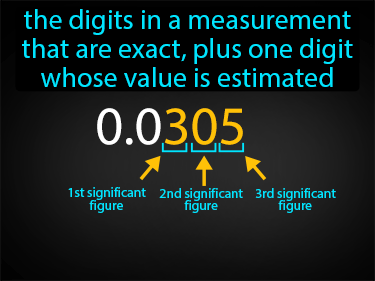 the digits in a measurement
that are exact, plus one digit
whose value is estimated
0.0305
1st significant
figure
2nd significant
figure
3rd significant
figure